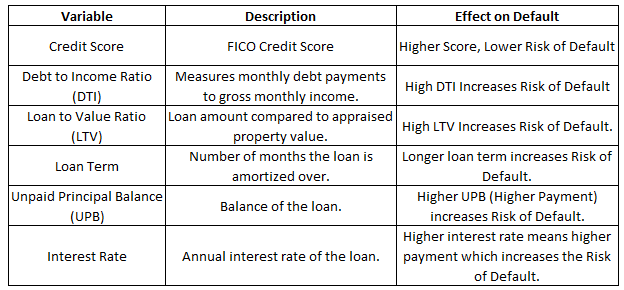 Variable Description Effect on Default
Credit Score FICO Credit Score Higher Score, Lower Risk of Default
Debt to Income Ratio
(DTI)
Measures monthly debt payments
to gross monthly income.
High DTI Increases Risk of Default
Loan to Value Ratio
(LTV)
Loan amount compared to appraised
property value.
High LTV Increases Risk of Default.
Loan Term
Number of months the loan is
amortized over.
Longer loan term increases Risk of
Default.
Unpaid Principal Balance
(UPB)
Balance of the loan.
Higher UPB (Higher Payment)
increases Risk of Default.
Interest Rate
Annual interest rate of the loan.
Higher interest rate means higher
payment which increases the Risk
of Default.